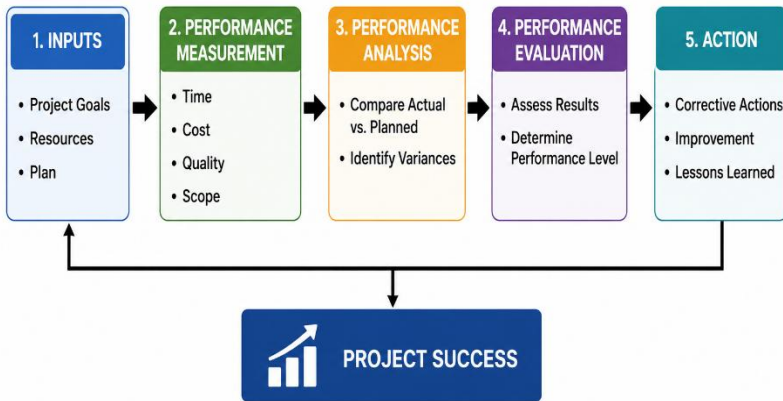 1. INPUTS
• Project Goals
• Resources
• Plan
2. PERFORMANCE
MEASUREMENT
• Time
• Cost
• Quality
• Scope
3. PERFORMANCE
ANALYSIS
• Compare Actual
vs. Planned
• Identify Variances
4. PERFORMANCE
EVALUATION
• Assess Results
• Determine
Performance Level
5. ACTION
• Corrective Actions
• Improvement
• Lessons Learned
PROJECT SUCCESS